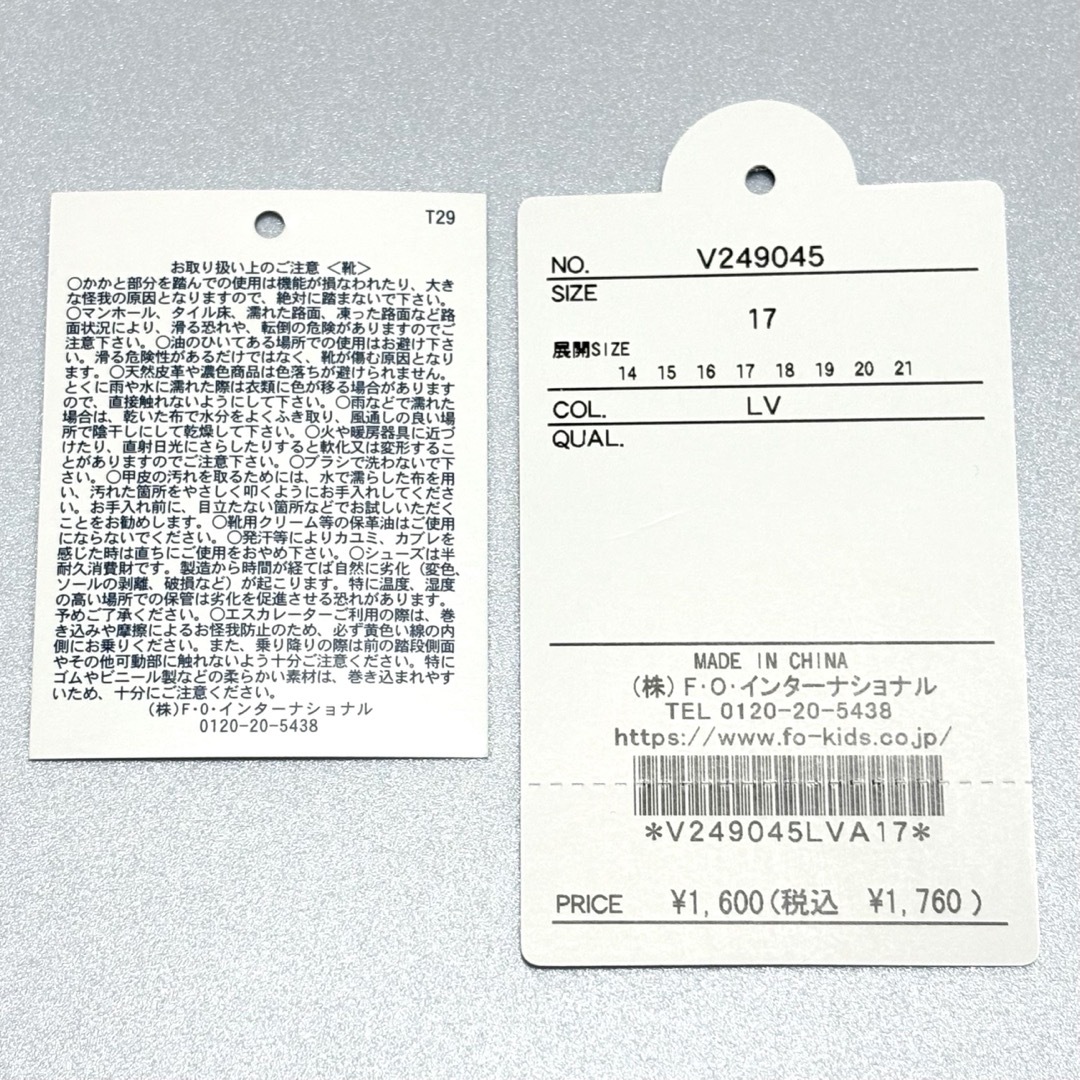 T29
お取り扱い上のご注意 <靴>
○かかと部分を踏んでの使用は機能が損なわれたり、大き
な怪我の原因となりますので、絶対に踏まないで下さい。
○マンホール、タイル床、濡れた路面、凍った路面など路
面状況により、滑る恐れや、転倒の危険がありますのでご
注意下さい。○油のひいてある場所での使用はお避け下さ
い。滑る危険性があるだけではなく、靴が傷む原因となり
ます。○天然皮革や濃色商品は色落ちが避けられません。
とくに雨や水に濡れた際は衣類に色が移る場合があります
ので、直接触れないようにして下さい。○雨などで濡れた
場合は、乾いた布で水分をよくふき取り、風通しの良い場
所で陰干しにして乾燥して下さい。○火や暖房器具に近づ
けたり、直射日光にさらしたりすると軟化又は変形するこ
とがありますのでご注意下さい。○ブラシで洗わないで下
さい。○甲皮の汚れを取るためには、水で濡らした布を用
い、汚れた箇所をやさしく叩くようにお手入れしてくださ
い。お手入れ前に、目立たない箇所などでお試しいただく
ことをお勧めします。○靴用クリーム等の保革油はご使用
にならないでください。○発汗等によりカユミ、カブレを
感じた時は直ちにご使用をおやめ下さい。○シューズは半
耐久消費財です。製造から時間が経てば自然に劣化(変色、
ソールの剥離、破損など)が起こります。特に温度、湿度
の高い場所での保管は劣化を促進させる恐れがあります。
予めご了承ください。○エスカレーターご利用の際は、巻
き込みや摩擦によるお怪我防止のため、必ず黄色い線の内
側にお乗りください。また、乗り降りの際は前の踏段側面
やその他可動部に触れないよう十分ご注意ください。特に
ゴムやビニール製などの柔らかい素材は、巻き込まれやす
いため、十分にご注意ください。
(株)F・O・インターナショナル
0120-20-5438
NO. V249045
SIZE
17
展開SIZE
14 15 16 17 18 19 20 21
COL. LV
QUAL.
MADE IN CHINA
(株)F・O・インターナショナル
TEL 0120-20-5438
https://www.fo-kids.co.jp/
*V249045LVA17*
PRICE ¥1,600(税込 ¥1,760)